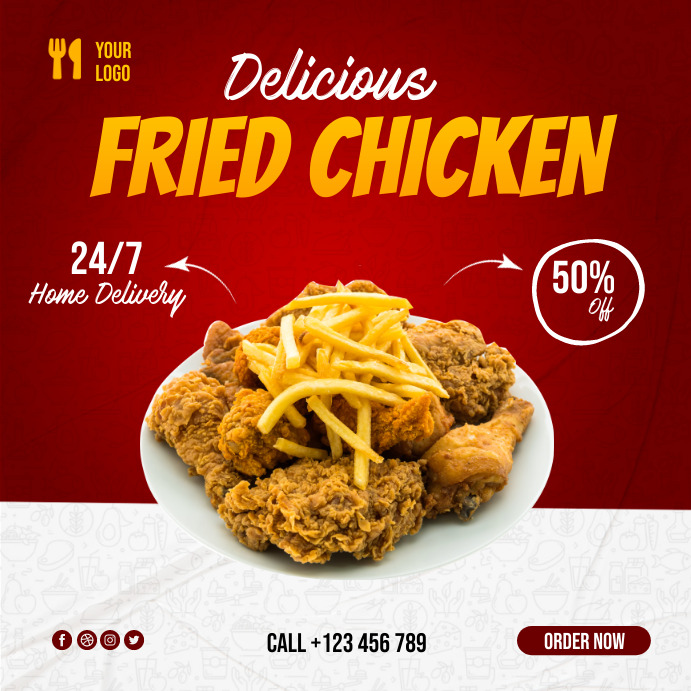 YOUR
LOGO
Delicious
FRIED CHICKEN
24/7
Home Delivery
50%
Off
CALL +123 456 789
ORDER NOW